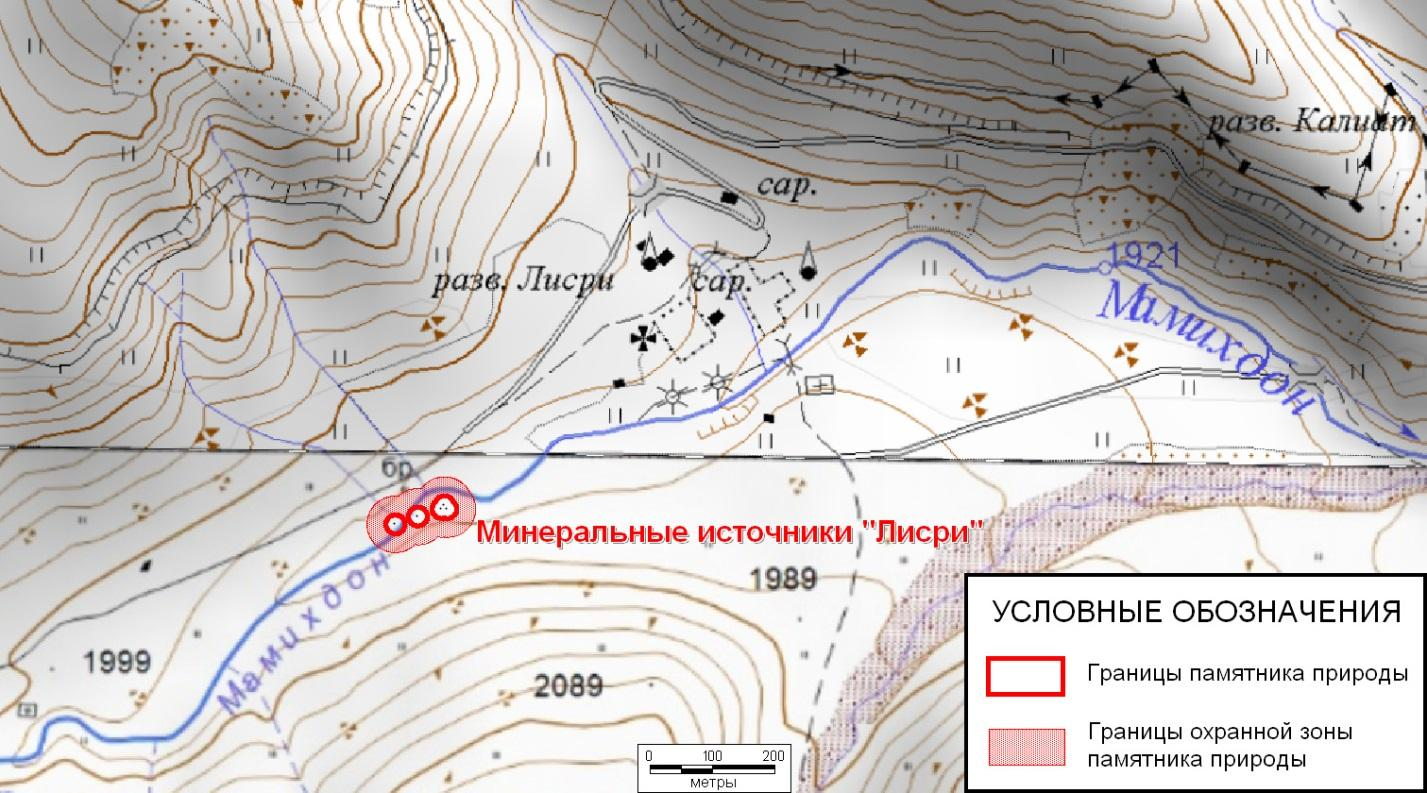 разв. Калиат
сар.
1921
разв. Лисри
сар.
Мамихдон
бр.
Минеральные источники "Лисри"
1989
Мамихдон
1999
2089
УСЛОВНЫЕ ОБОЗНАЧЕНИЯ
Границы памятника природы
Границы охранной зоны
памятника природы
0 100 200
метры